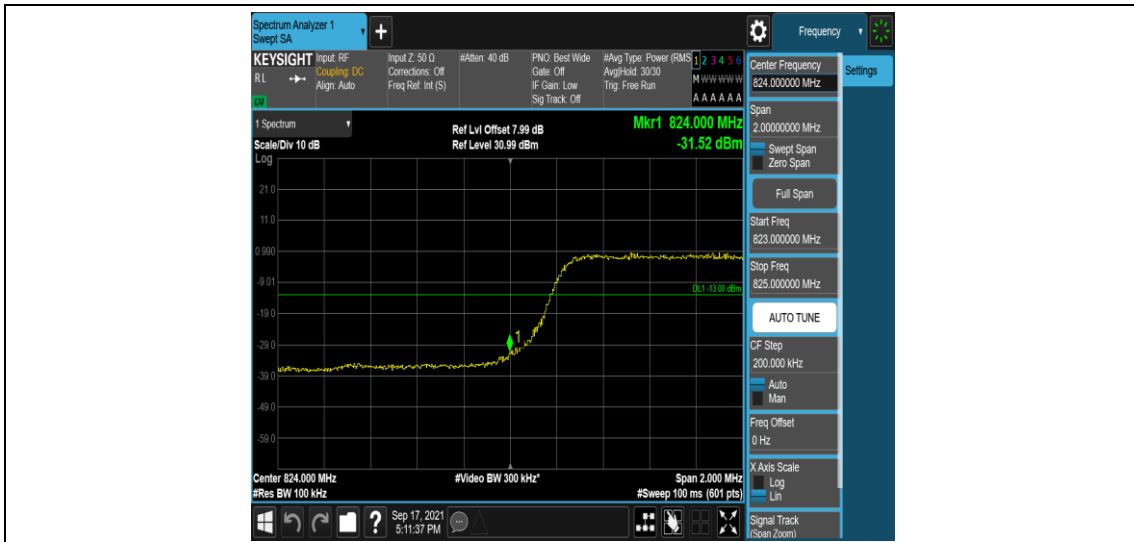 Spectrum Analyzer 1
Swept SA
+
Frequency
KEYSIGHT
RL
LXI
Input: RF
Coupling: DC
Align: Auto
Input Z: 50 Ω
Corrections: Off
Freq Ref: Int (S)
#Atten: 40 dB
PNO: Best Wide
Gate: Off
IF Gain: Low
Sig Track: Off
#Avg Type: Power (RMS
Avg|Hold: 30/30
Trig: Free Run
1 2 3 4 5 6
M W W W W W
A A A A A A
1 Spectrum
Scale/Div 10 dB
Ref Lvl Offset 7.99 dB
Ref Level 30.99 dBm
Mkr1 824.000 MHz
-31.52 dBm
Log
21.0
11.0
0.990
-9.01
DL1 -13.00 dBm
-19.0
1
-29.0
-39.0
-49.0
-59.0
Center 824.000 MHz
#Res BW 100 kHz
#Video BW 300 kHz*
Span 2.000 MHz
#Sweep 100 ms (601 pts)
Center Frequency
824.000000 MHz
Settings
Span
2.00000000 MHz
Swept Span
Zero Span
Full Span
Start Freq
823.000000 MHz
Stop Freq
825.000000 MHz
AUTO TUNE
CF Step
200.000 kHz
Auto
Man
Freq Offset
0 Hz
X Axis Scale
Log
Lin
Signal Track
(Span Zoom)
?
Sep 17, 2021
5:11:37 PM